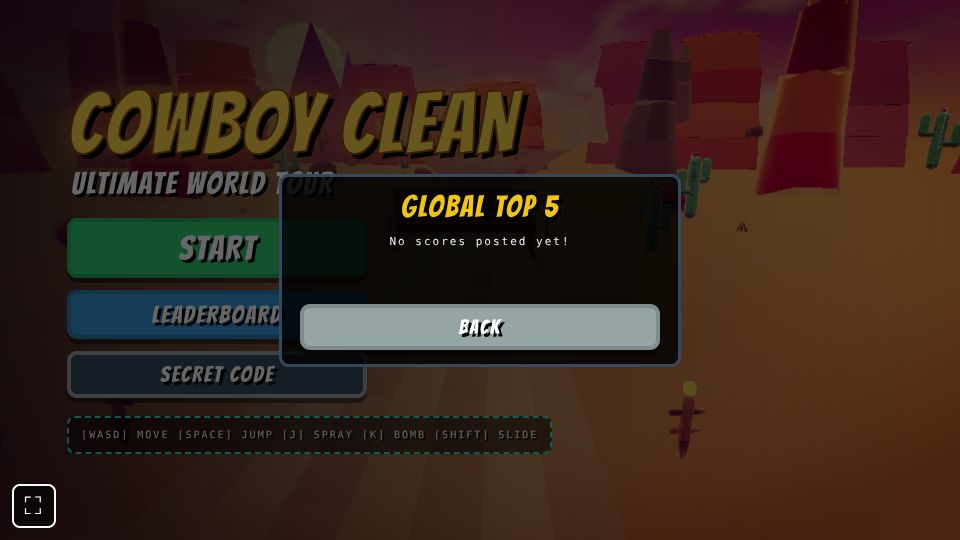 COWBOY CLEAN
ULTIMATE WORLD TOUR
GLOBAL TOP 5
No scores posted yet!
BACK
START
LEADERBOARD
SECRET CODE
[WASD] MOVE [SPACE] JUMP [J] SPRAY [K] BOMB [SHIFT] SLIDE